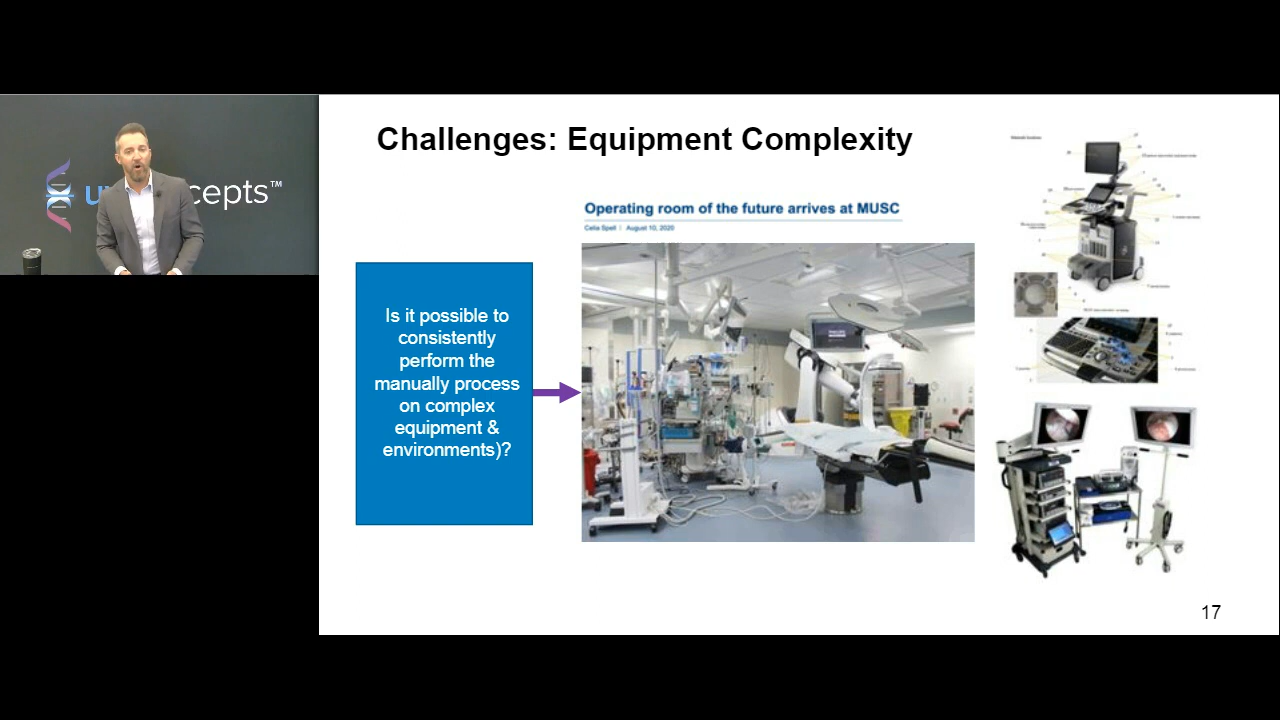 cepts™
Challenges: Equipment Complexity
Operating room of the future arrives at MUSC
Celia Spell | August 10, 2020
Is it possible to
consistently
perform the
manually process
on complex
equipment &
environments)?
17